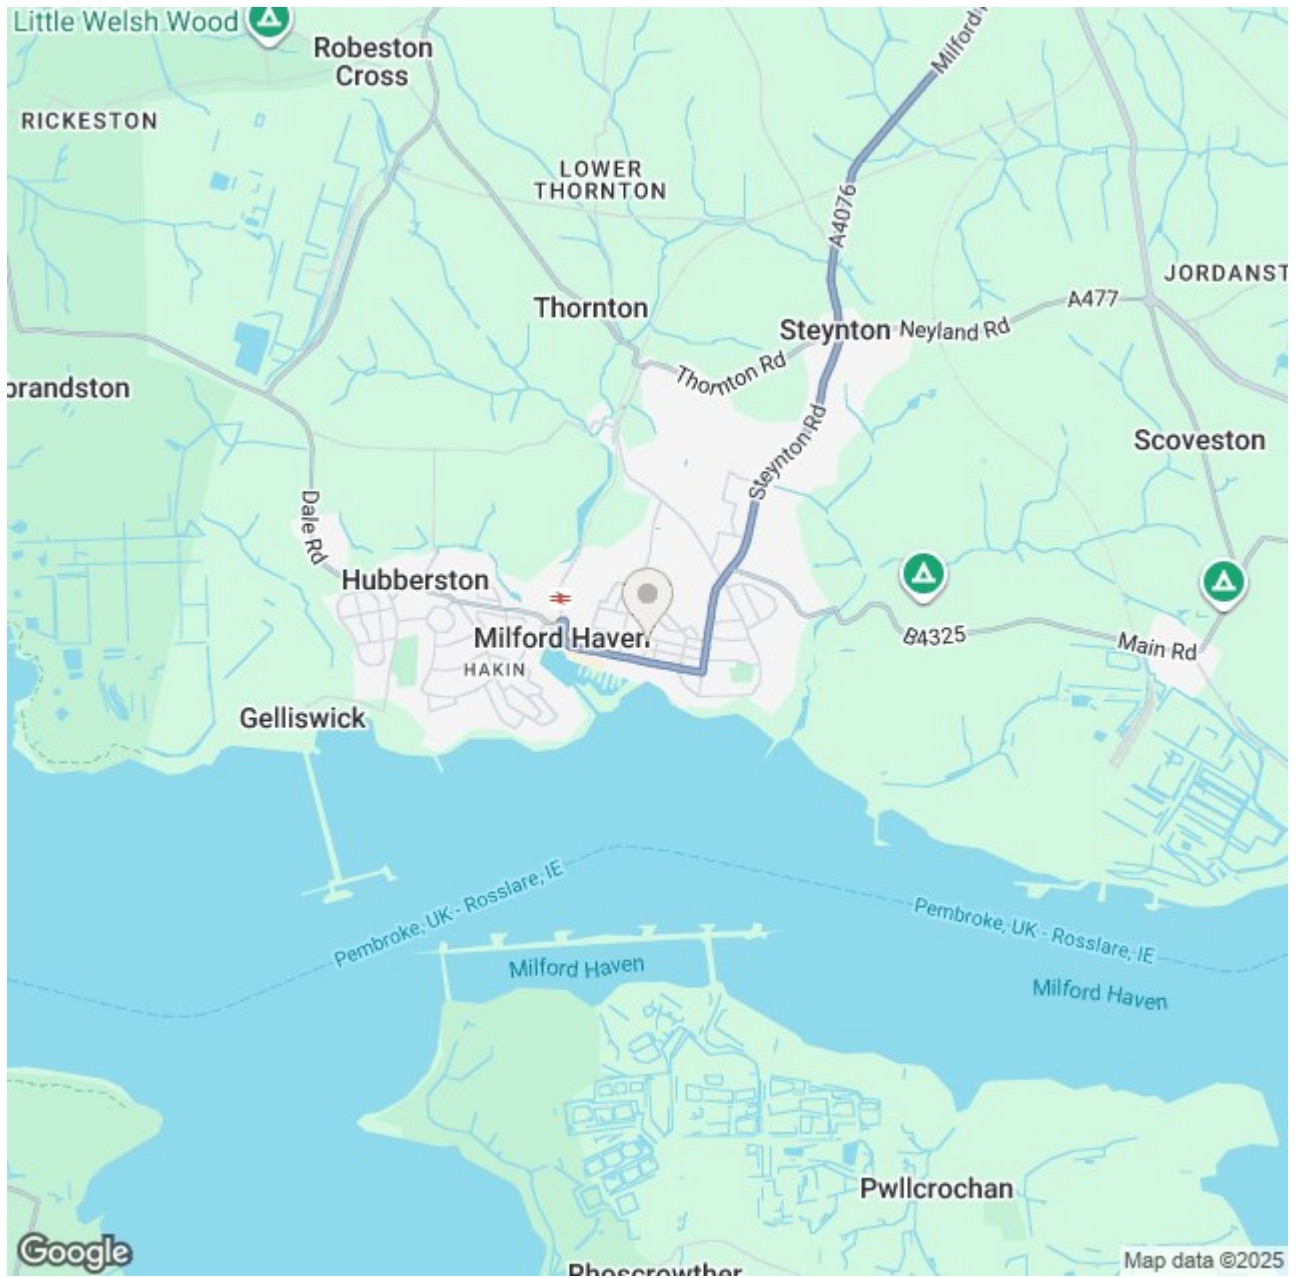 Little Welsh Wood
Robeston
Cross
Milford
RICKESTON
LOWER
THORNTON
A4076
JORDANST
A477
Thornton
Steynton
Neyland Rd
Thornton Rd
brandston
Steynton Rd
Scoveston
Dale Rd
Hubberston
Milford Haven
B4325
Main Rd
HAKIN
Gelliswick
Pembroke, UK - Rosslare, IE
Pembroke, UK - Rosslare, IE
Milford Haven
Milford Haven
Pwllcrochan
Rhoscrowther
Google
Map data ©2025